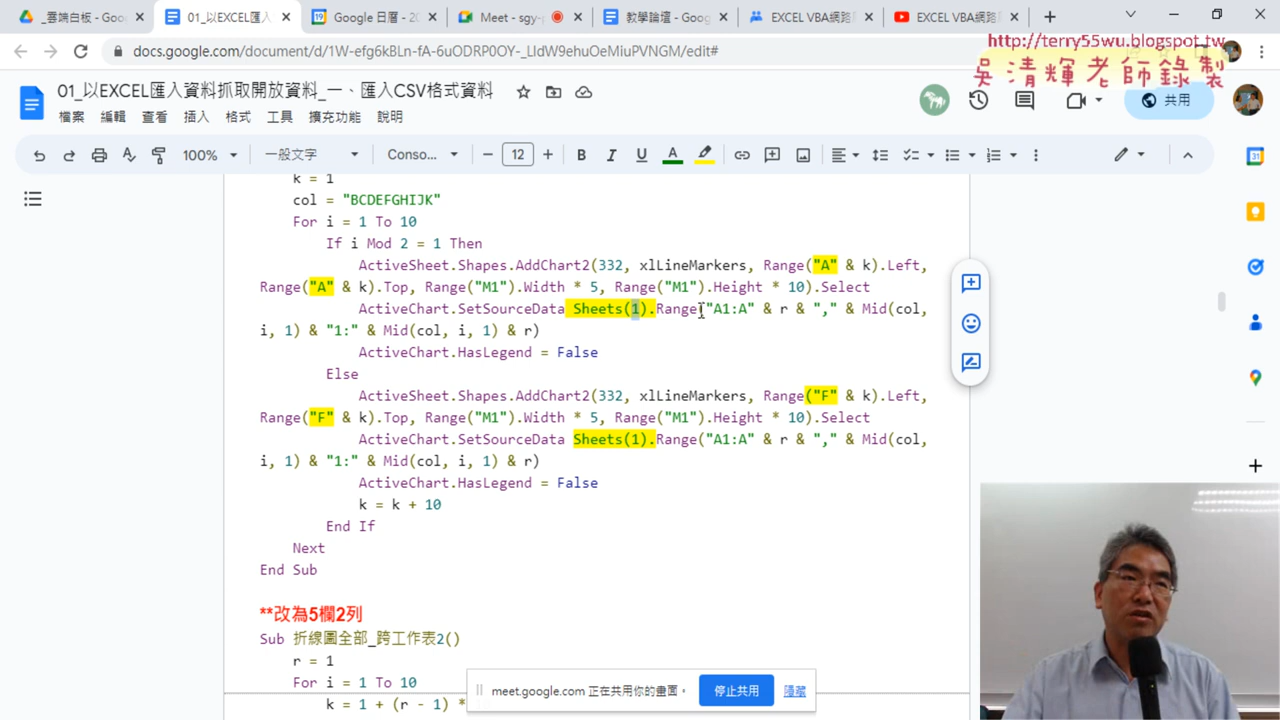 _雲端白板 - Goo
01_以EXCEL匯入
Google 日曆 - 20
Meet - sgy-
教學論壇 - Goog
EXCEL VBA網路
EXCEL VBA網路
docs.google.com/document/d/1W-efg6kBLn-fA-6uODRP0OY-_LIdW9ehuOeMiuPVNGM/edit#
http://terry55wu.blogspot.tw
吳清輝老師錄製
01_以EXCEL匯入資料抓取開放資料_一、匯入CSV格式資料
共用
檔案 編輯 查看 插入 格式 工具 擴充功能 說明
100% 一般文字 Conso... 12 B I U A
k = 1
col = "BCDEFGHIJK"
For i = 1 To 10
If i Mod 2 = 1 Then
ActiveSheet.Shapes.AddChart2(332, xlLineMarkers, Range("A" & k).Left,
Range("A" & k).Top, Range("M1").Width * 5, Range("M1").Height * 10).Select
ActiveChart.SetSourceData Sheets(1).Range("A1:A" & r & "," & Mid(col,
i, 1) & "1:" & Mid(col, i, 1) & r)
ActiveChart.HasLegend = False
Else
ActiveSheet.Shapes.AddChart2(332, xlLineMarkers, Range("F" & k).Left,
Range("F" & k).Top, Range("M1").Width * 5, Range("M1").Height * 10).Select
ActiveChart.SetSourceData Sheets(1).Range("A1:A" & r & "," & Mid(col,
i, 1) & "1:" & Mid(col, i, 1) & r)
ActiveChart.HasLegend = False
k = k + 10
End If
Next
End Sub
**改為5欄2列
Sub 折線圖全部_跨工作表2()
r = 1
For i = 1 To 10
k = 1 + (r - 1) *
meet.google.com 正在共用你的畫面。 停止共用 隱藏